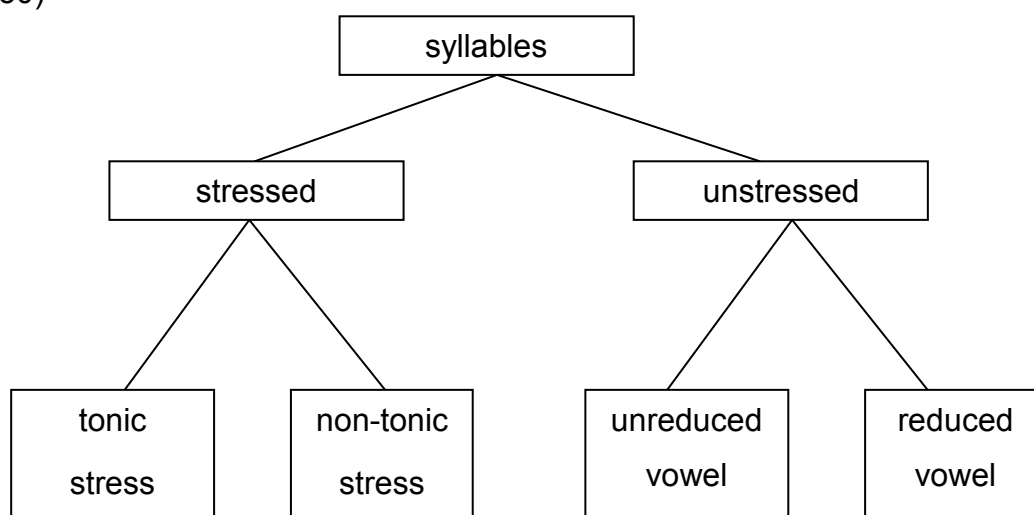 syllables
stressed
unstressed
tonic
stress
non-tonic
stress
unreduced
vowel
reduced
vowel